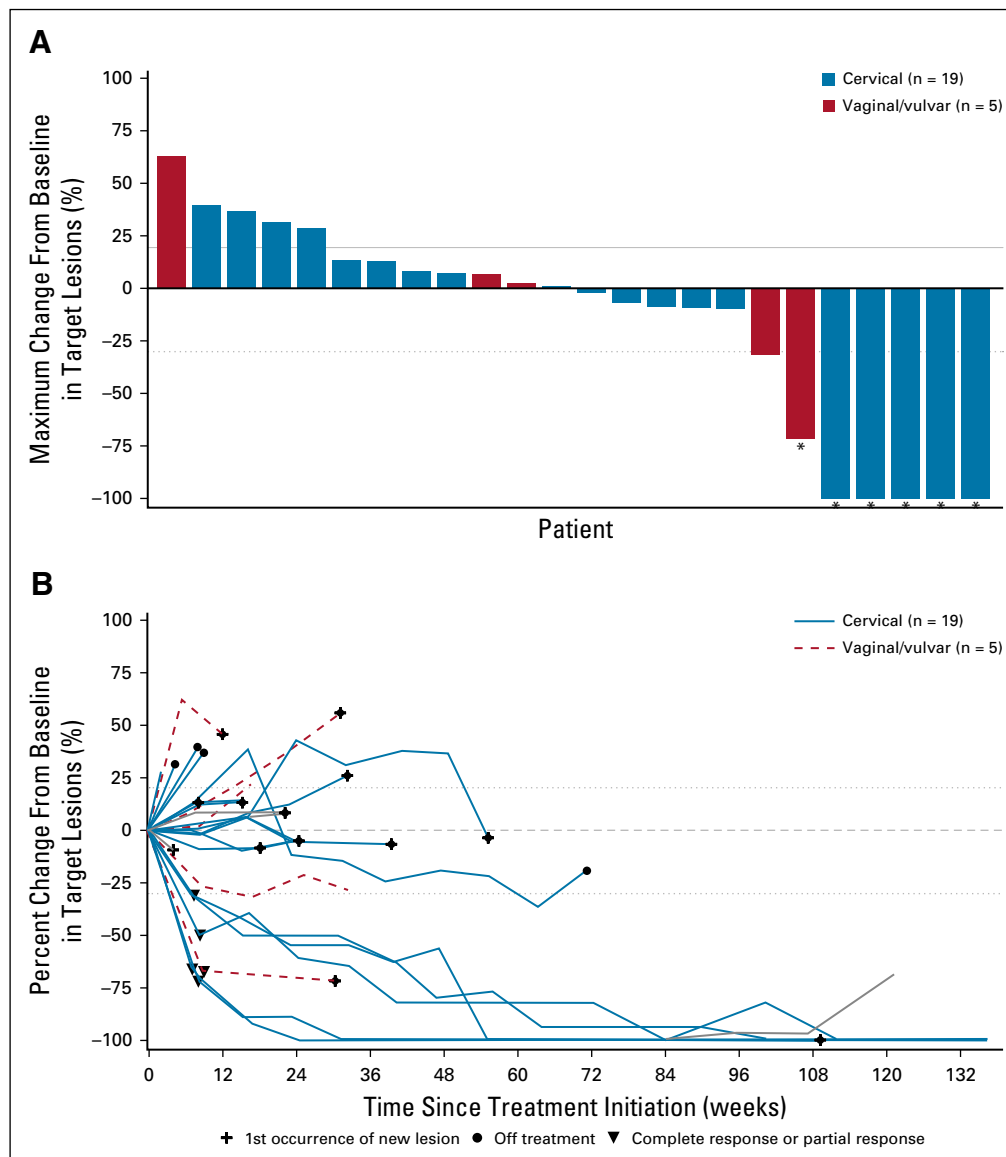 A
Maximum Change From Baseline
in Target Lesions (%)
100
75
50
25
0
–25
–50
–75
–100
Cervical (n = 19)
Vaginal/vulvar (n = 5)
*
* * * * *
Patient
B
Percent Change From Baseline
in Target Lesions (%)
100
75
50
25
0
–25
–50
–75
–100
Cervical (n = 19)
Vaginal/vulvar (n = 5)
0 12 24 36 48 60 72 84 96 108 120 132
Time Since Treatment Initiation (weeks)
1st occurrence of new lesion Off treatment Complete response or partial response